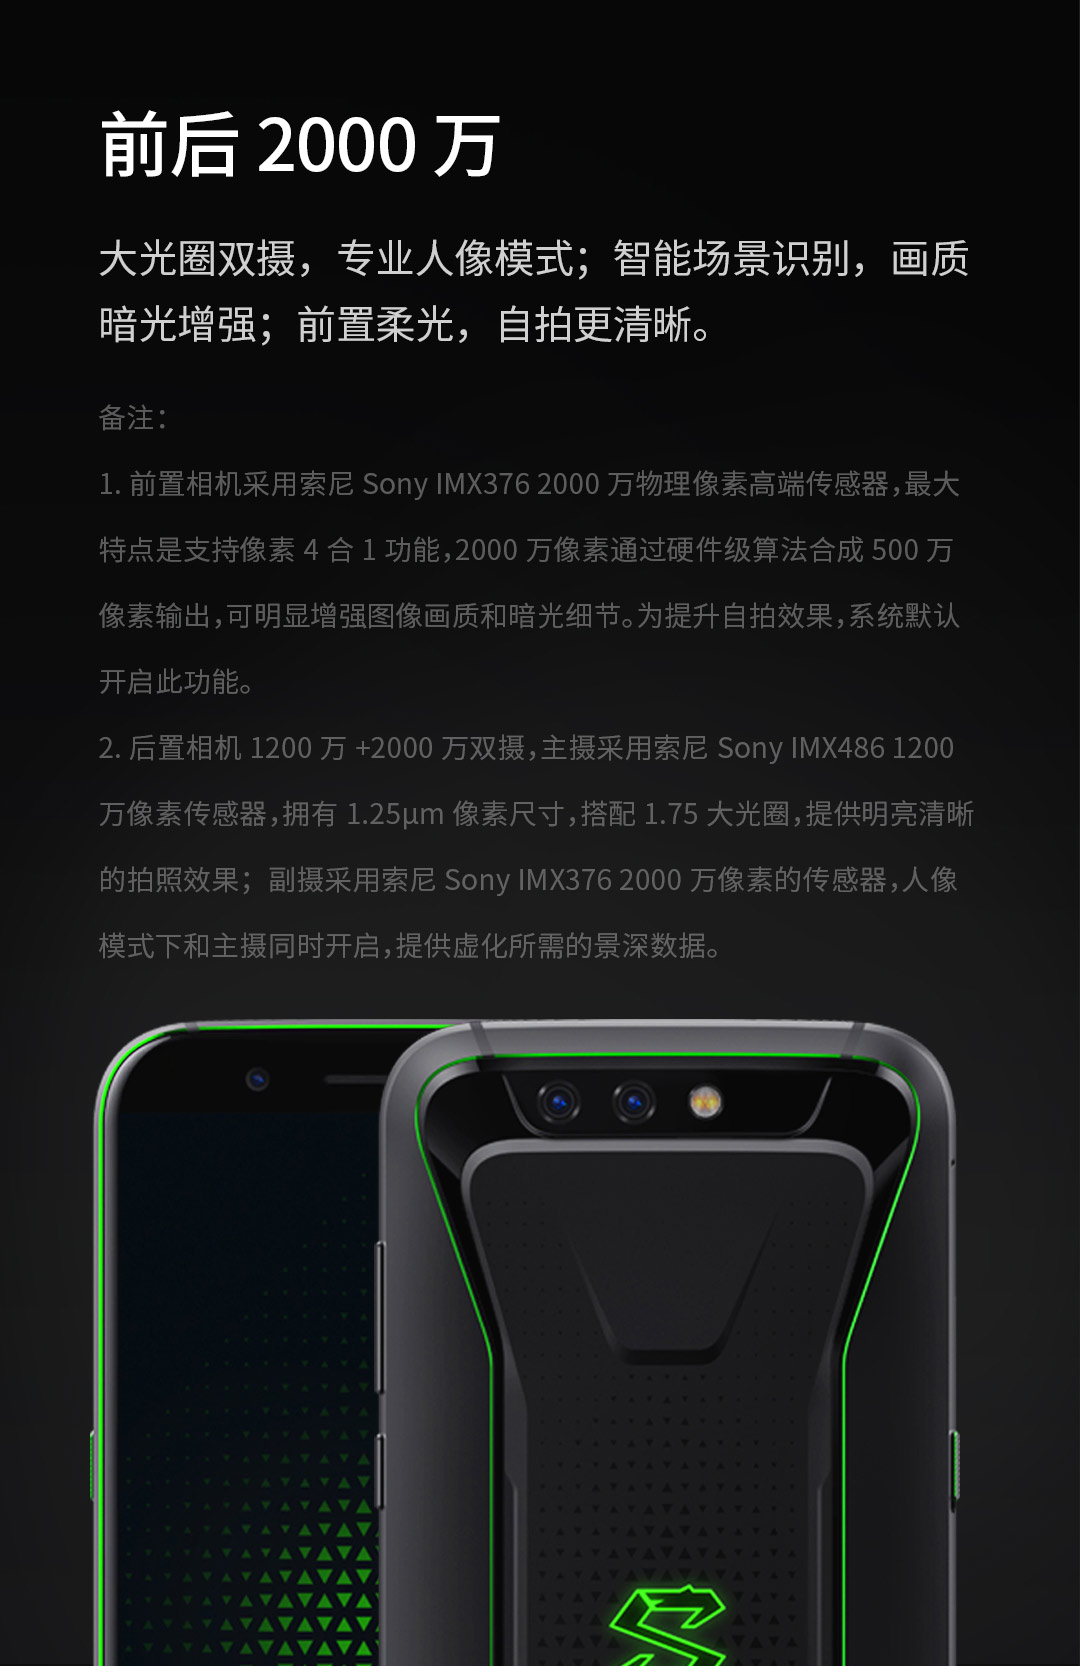 前后 2000 万
大光圈双摄，专业人像模式；智能场景识别，画质
暗光增强；前置柔光，自拍更清晰。
备注：
1. 前置相机采用索尼 Sony IMX376 2000 万物理像素高端传感器，最大
特点是支持像素 4 合 1 功能，2000 万像素通过硬件级算法合成 500 万
像素输出，可明显增强图像画质和暗光细节。为提升自拍效果，系统默认
开启此功能。
2. 后置相机 1200 万 +2000 万双摄，主摄采用索尼 Sony IMX486 1200
万像素传感器，拥有 1.25μm 像素尺寸，搭配 1.75 大光圈，提供明亮清晰
的拍照效果；副摄采用索尼 Sony IMX376 2000 万像素的传感器，人像
模式下和主摄同时开启，提供虚化所需的景深数据。